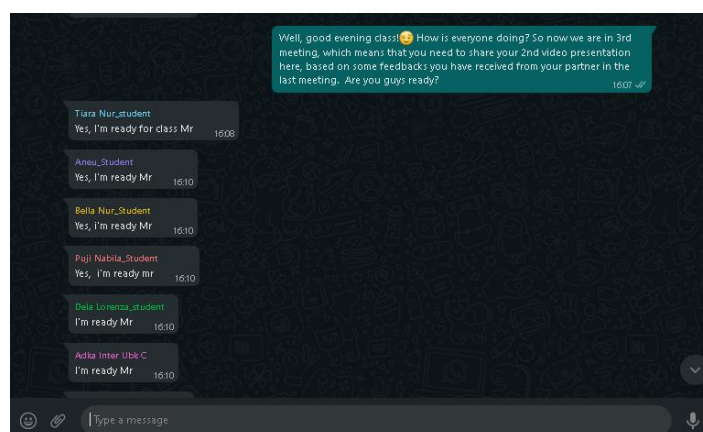 Well, good evening class!😉 How is everyone doing? So now we are in 3rd
meeting, which means that you need to share your 2nd video presentation
here, based on some feedbacks you have received from your partner in the
last meeting.  Are you guys ready?
16:07
Tiara Nur_student
Yes, I'm ready for class Mr
16:08
Aneu_Student
Yes, I'm ready Mr
16:10
Bella Nur_Student
Yes, i'm ready Mr
16:10
Puji Nabila_Student
Yes,  i'm ready mr
16:10
Dela Lorenza_student
I'm ready Mr
16:10
Adka Inter Ubk C
I'm ready Mr
16:10
Type a message